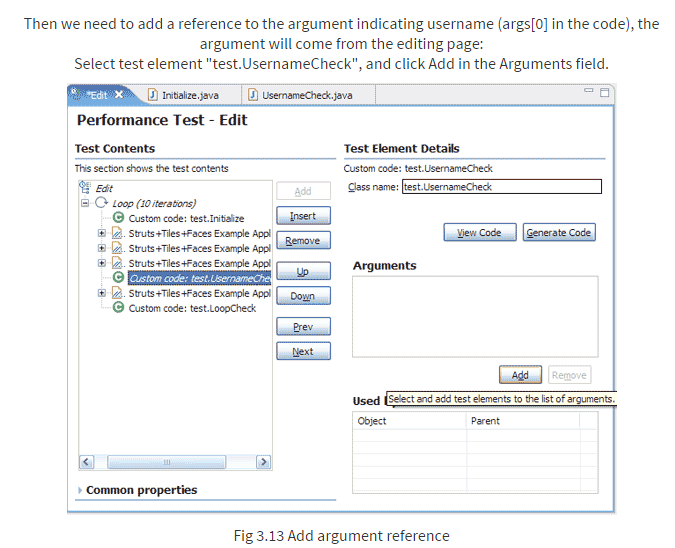 Then we need to add a reference to the argument indicating username (args[0] in the code), the
argument will come from the editing page:
Select test element "test.UsernameCheck", and click Add in the Arguments field.
*Edit
Initialize.java
UsernameCheck.java
Performance Test - Edit
Test Contents
This section shows the test contents
Edit
Loop (10 iterations)
Custom code: test.Initialize
Struts+Tiles+Faces Example Appl
Struts+Tiles+Faces Example Appl
Struts+Tiles+Faces Example Appl
Custom code: test.UsernameChe
Struts+Tiles+Faces Example Appl
Custom code: test.LoopCheck
Add
Insert
Remove
Up
Down
Prev
Next
Common properties
Test Element Details
Custom code: test.UsernameCheck
Class name: test.UsernameCheck
View Code
Generate Code
Arguments
Add
Remove
Used
Select and add test elements to the list of arguments.
Object
Parent
Fig 3.13 Add argument reference